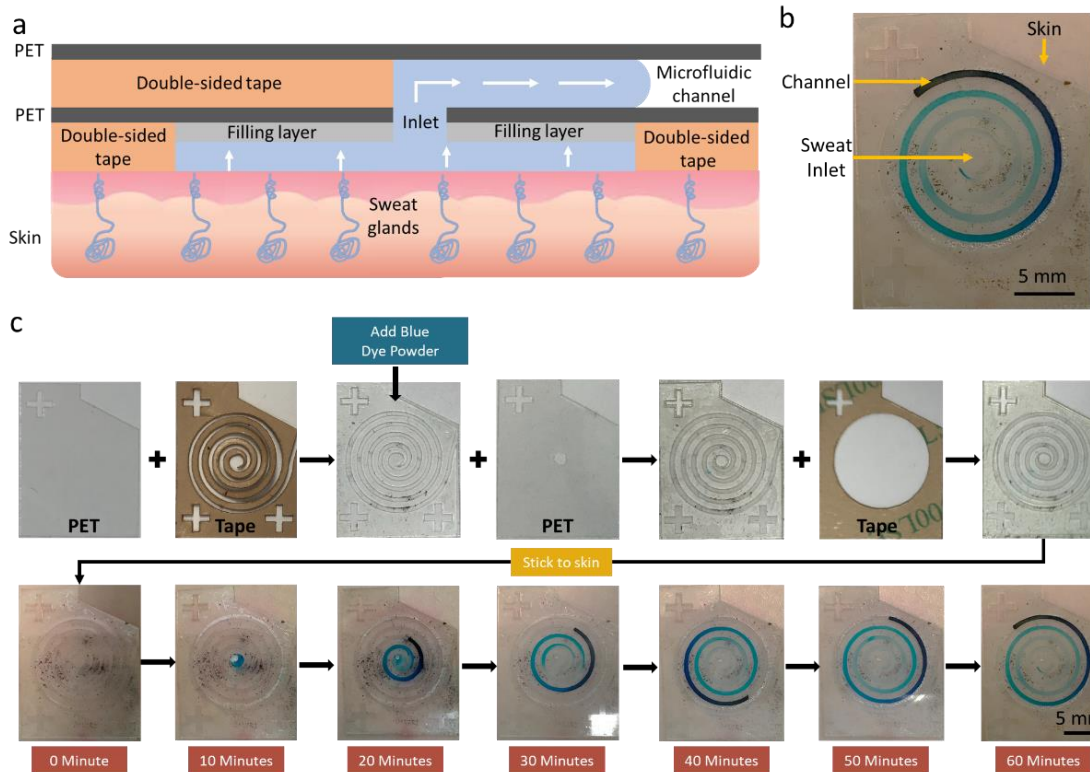 a
PET
Double-sided tape
Microfluidic
channel
PET
Inlet
Double-sided
tape
Filling layer
Filling layer
Double-sided
tape
Sweat
glands
Skin
b
Skin
Channel
Sweat
Inlet
5 mm
c
Add Blue
Dye Powder
PET
+
Tape
+
PET
+
Tape
Stick to skin
0 Minute
10 Minutes
20 Minutes
30 Minutes
40 Minutes
50 Minutes
60 Minutes
5 mm